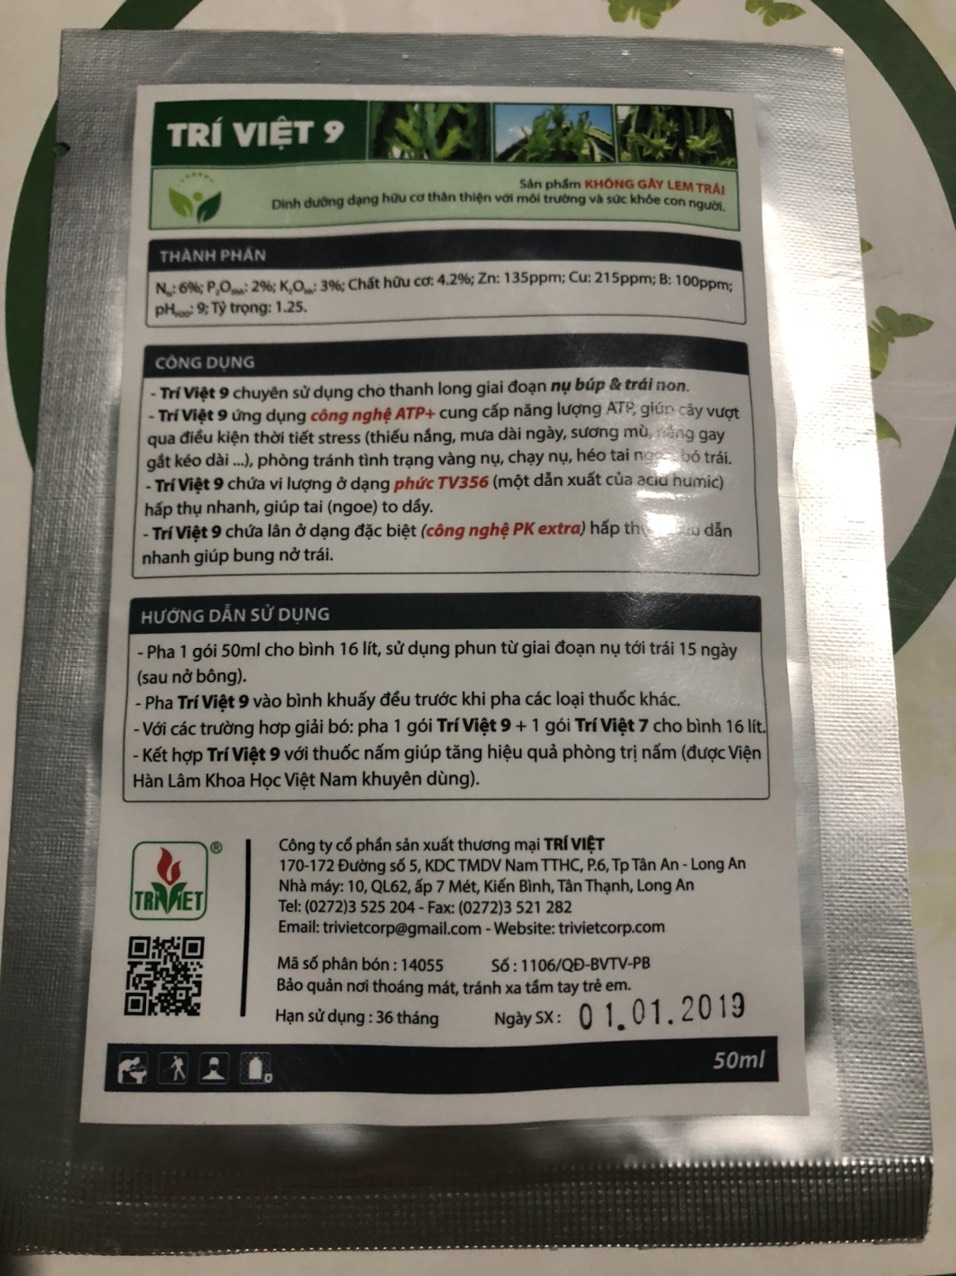 TRÍ VIỆT 9
Sản phẩm KHÔNG GÂY LEM TRÁI
Dinh dưỡng dạng hữu cơ thân thiện với môi trường và sức khỏe con người.
THÀNH PHẦN
N: 6%; P₂O: 2%; K₂O: 3%; Chất hữu cơ: 4.2%; Zn: 135ppm; Cu: 215ppm; B: 100ppm;
pH: 9; Tỷ trọng: 1.25.
CÔNG DỤNG
- Trí Việt 9 chuyên sử dụng cho thanh long giai đoạn nụ búp & trái non.
- Trí Việt 9 ứng dụng công nghệ ATP+ cung cấp năng lượng ATP, giúp cây vượt
qua điều kiện thời tiết stress (thiếu nắng, mưa dài ngày, sương mù, nắng gay
gắt kéo dài ...), phòng tránh tình trạng vàng nụ, chạy nụ, héo tai bó trái.
- Trí Việt 9 chứa vi lượng ở dạng phức TV356 (một dẫn xuất của acid humic)
hấp thụ nhanh, giúp tai (ngoe) to dầy.
- Trí Việt 9 chứa lân ở dạng đặc biệt (công nghệ PK extra) hấp dẫn
nhanh giúp bung nở trái.
HƯỚNG DẪN SỬ DỤNG
- Pha 1 gói 50ml cho bình 16 lít, sử dụng phun từ giai đoạn nụ tới trái 15 ngày
(sau nở bông).
- Pha Trí Việt 9 vào bình khuấy đều trước khi pha các loại thuốc khác.
- Với các trường hơp giải bó: pha 1 gói Trí Việt 9 + 1 gói Trí Việt 7 cho bình 16 lít.
- Kết hợp Trí Việt 9 với thuốc nấm giúp tăng hiệu quả phòng trị nấm (được Viện
Hàn Lâm Khoa Học Việt Nam khuyên dùng).
TRIVIET
®
Công ty cổ phần sản xuất thương mại TRÍ VIỆT
170-172 Đường số 5, KDC TMDV Nam TTHC, P.6, Tp Tân An - Long An
Nhà máy: 10, QL62, ấp 7 Mét, Kiến Bình, Tân Thạnh, Long An
Tel: (0272)3 525 204 - Fax: (0272)3 521 282
Email: trivietcorp@gmail.com - Website: trivietcorp.com
Mã số phân bón : 14055 Số : 1106/QĐ-BVTV-PB
Bảo quản nơi thoáng mát, tránh xa tầm tay trẻ em.
Hạn sử dụng : 36 tháng Ngày SX : 01.01.2019
50ml